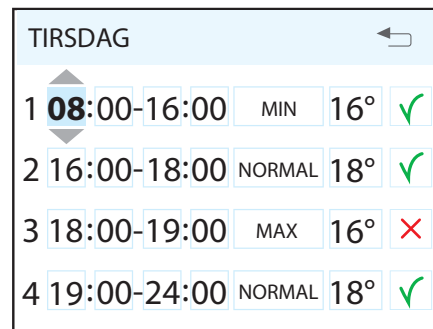 TIRSDAG
1 08:00-16:00 MIN 16°
2 16:00-18:00 NORMAL 18°
3 18:00-19:00 MAX 16°
4 19:00-24:00 NORMAL 18°